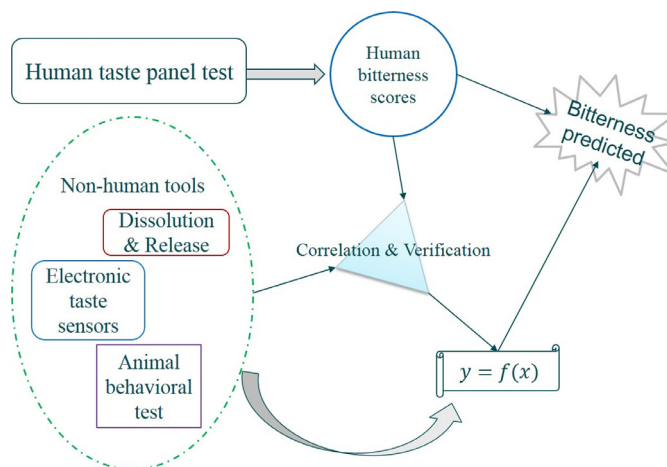 Human taste panel test
Human
bitterness
scores
Bitterness
predicted
Non-human tools
Dissolution
& Release
Electronic
taste
sensors
Animal
behavioral
test
Correlation & Verification
y = f(x)